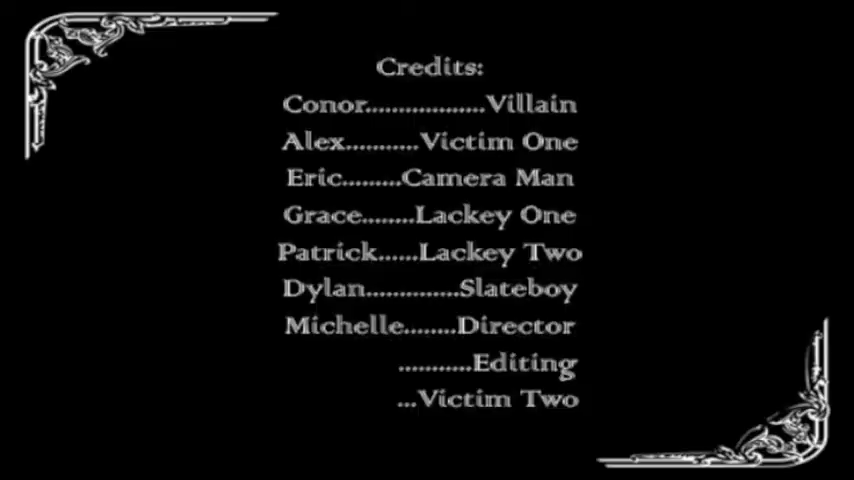 Credits:
Conor..................Villain
Alex...........Victim One
Eric.........Camera Man
Grace........Lackey One
Patrick......Lackey Two
Dylan..............Slateboy
Michelle........Director
...........Editing
...Victim Two